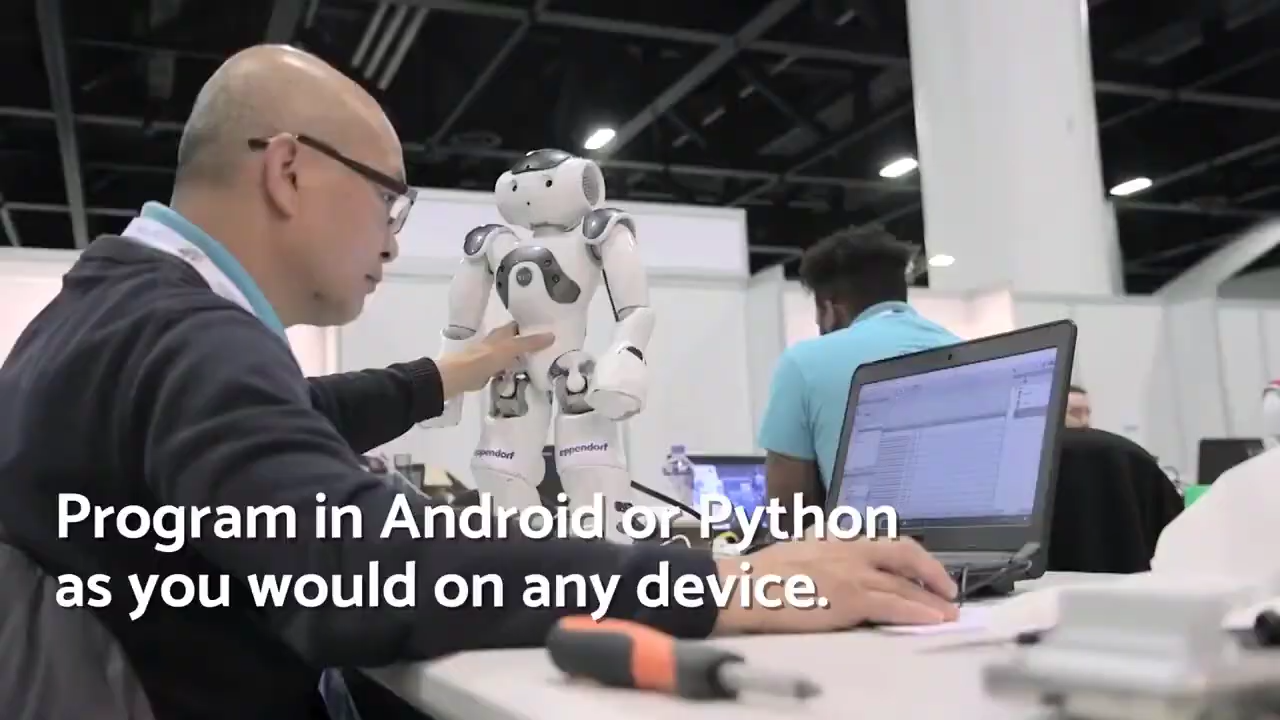 eppendorf
eppendorf
Program in Android or Python
as you would on any device.